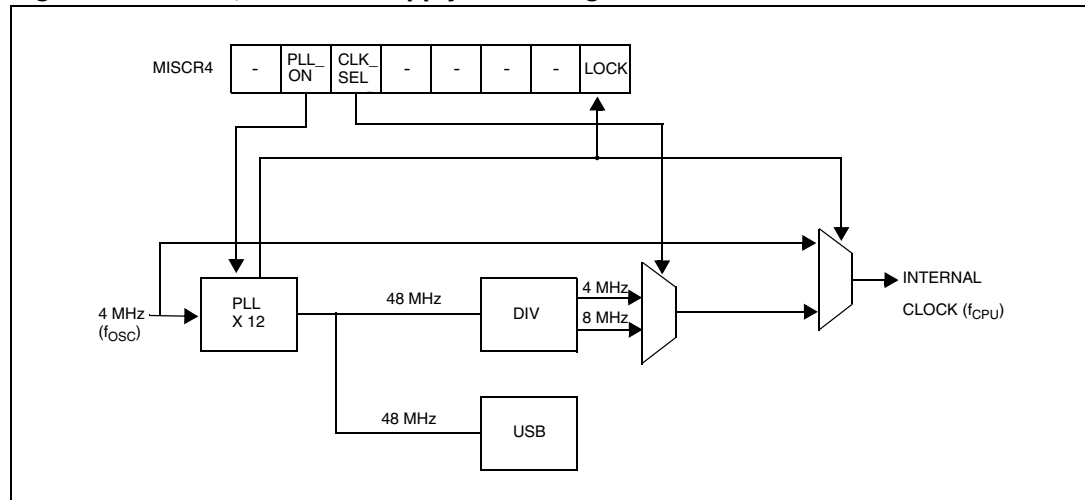 MISCR4 - PLL_ CLK_ - - - - LOCK
ON SEL
4 MHz
(fOSC)
PLL
X 12
48 MHz
DIV
4 MHz
8 MHz
INTERNAL
CLOCK (fCPU)
48 MHz
USB